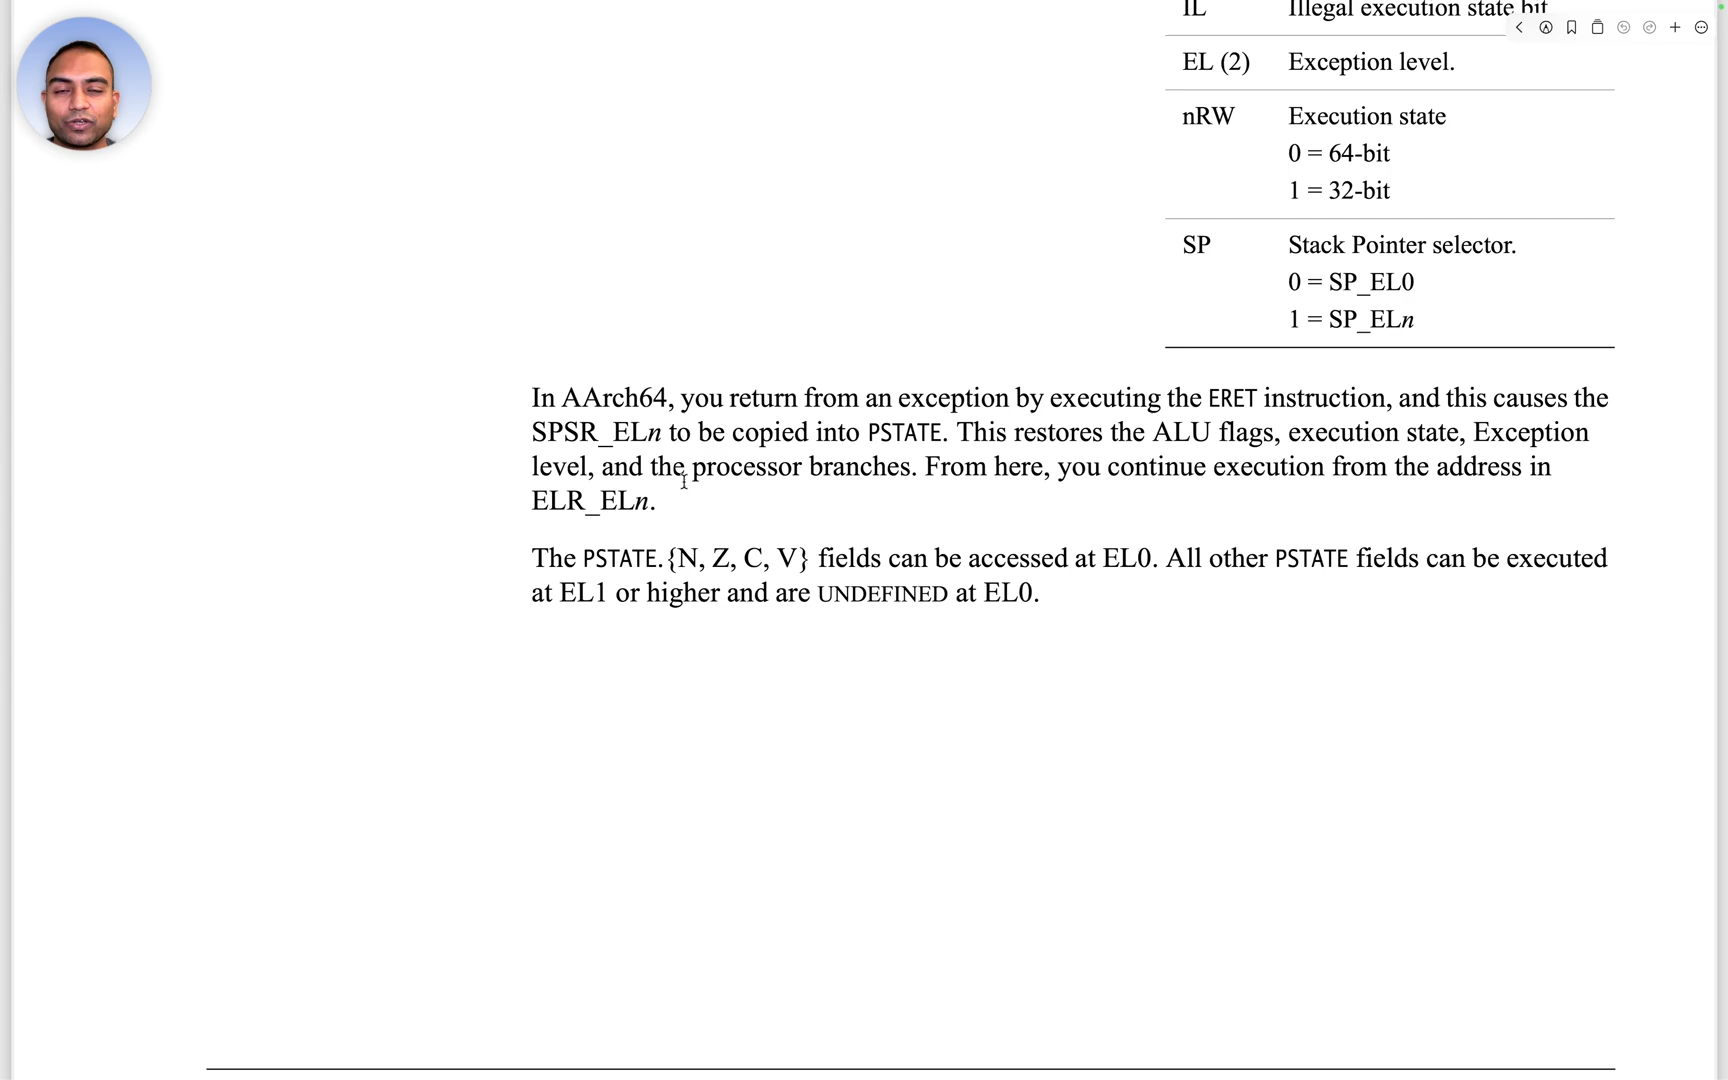 IL Illegal execution state bit
EL (2) Exception level.
nRW Execution state
0 = 64-bit
1 = 32-bit
SP Stack Pointer selector.
0 = SP_EL0
1 = SP_ELn
In AArch64, you return from an exception by executing the ERET instruction, and this causes the
SPSR_ELn to be copied into PSTATE. This restores the ALU flags, execution state, Exception
level, and the processor branches. From here, you continue execution from the address in
ELR_ELn.
The PSTATE.{N, Z, C, V} fields can be accessed at EL0. All other PSTATE fields can be executed
at EL1 or higher and are UNDEFINED at EL0.